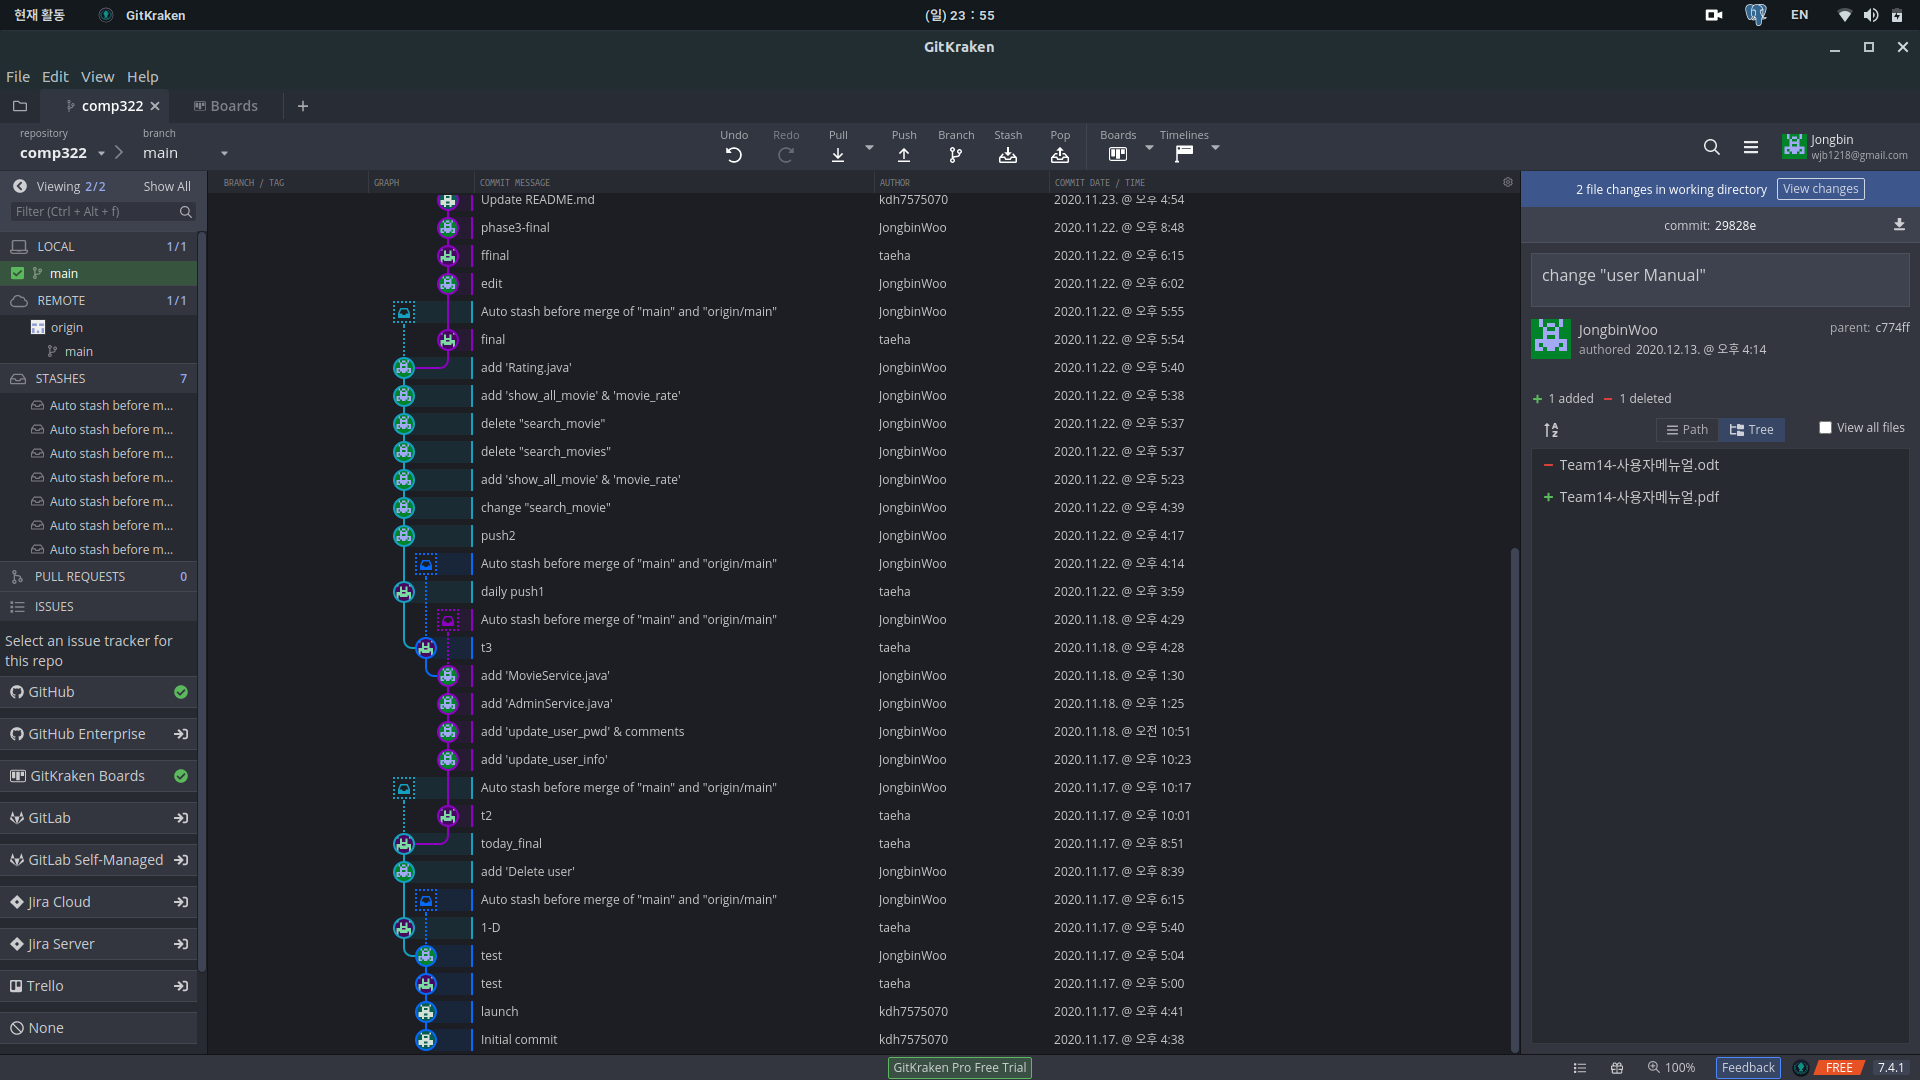 현재 활동
GitKraken
(일) 23 : 55
EN
GitKraken
File Edit View Help
comp322
Boards
repository
comp322
branch
main
Undo
Redo
Pull
Push
Branch
Stash
Pop
Boards
Timelines
Jongbin
wjb1218@gmail.com
Viewing 2/2
Show All
Filter (Ctrl + Alt + f)
LOCAL 1/1
main
REMOTE 1/1
origin
main
STASHES 7
Auto stash before m...
Auto stash before m...
Auto stash before m...
Auto stash before m...
Auto stash before m...
Auto stash before m...
Auto stash before m...
PULL REQUESTS 0
ISSUES
Select an issue tracker for
this repo
GitHub
GitHub Enterprise
GitKraken Boards
GitLab
GitLab Self-Managed
Jira Cloud
Jira Server
Trello
None
BRANCH / TAG GRAPH COMMIT MESSAGE AUTHOR COMMIT DATE / TIME
Update README.md kdh7575070 2020.11.23. @ 오후 4:54
phase3-final JongbinWoo 2020.11.22. @ 오후 8:48
ffinal taeha 2020.11.22. @ 오후 6:15
edit JongbinWoo 2020.11.22. @ 오후 6:02
Auto stash before merge of "main" and "origin/main" JongbinWoo 2020.11.22. @ 오후 5:55
final taeha 2020.11.22. @ 오후 5:54
add 'Rating.java' JongbinWoo 2020.11.22. @ 오후 5:40
add 'show_all_movie' & 'movie_rate' JongbinWoo 2020.11.22. @ 오후 5:38
delete "search_movie" JongbinWoo 2020.11.22. @ 오후 5:37
delete "search_movies" JongbinWoo 2020.11.22. @ 오후 5:37
add 'show_all_movie' & 'movie_rate' JongbinWoo 2020.11.22. @ 오후 5:23
change "search_movie" JongbinWoo 2020.11.22. @ 오후 4:39
push2 JongbinWoo 2020.11.22. @ 오후 4:17
Auto stash before merge of "main" and "origin/main" JongbinWoo 2020.11.22. @ 오후 4:14
daily push1 taeha 2020.11.22. @ 오후 3:59
Auto stash before merge of "main" and "origin/main" JongbinWoo 2020.11.18. @ 오후 4:29
t3 taeha 2020.11.18. @ 오후 4:28
add 'MovieService.java' JongbinWoo 2020.11.18. @ 오후 1:30
add 'AdminService.java' JongbinWoo 2020.11.18. @ 오후 1:25
add 'update_user_pwd' & comments JongbinWoo 2020.11.18. @ 오전 10:51
add 'update_user_info' JongbinWoo 2020.11.17. @ 오후 10:23
Auto stash before merge of "main" and "origin/main" JongbinWoo 2020.11.17. @ 오후 10:17
t2 taeha 2020.11.17. @ 오후 10:01
today_final taeha 2020.11.17. @ 오후 8:51
add 'Delete user' JongbinWoo 2020.11.17. @ 오후 8:39
Auto stash before merge of "main" and "origin/main" JongbinWoo 2020.11.17. @ 오후 6:15
1-D taeha 2020.11.17. @ 오후 5:40
test JongbinWoo 2020.11.17. @ 오후 5:04
test taeha 2020.11.17. @ 오후 5:00
launch kdh7575070 2020.11.17. @ 오후 4:41
Initial commit kdh7575070 2020.11.17. @ 오후 4:38
2 file changes in working directory
View changes
commit: 29828e
change "user Manual"
JongbinWoo
authored 2020.12.13. @ 오후 4:14
parent: c774ff
1 added
1 deleted
Path
Tree
View all files
Team14-사용자메뉴얼.odt
Team14-사용자메뉴얼.pdf
GitKraken Pro Free Trial
100%
Feedback
FREE
7.4.1